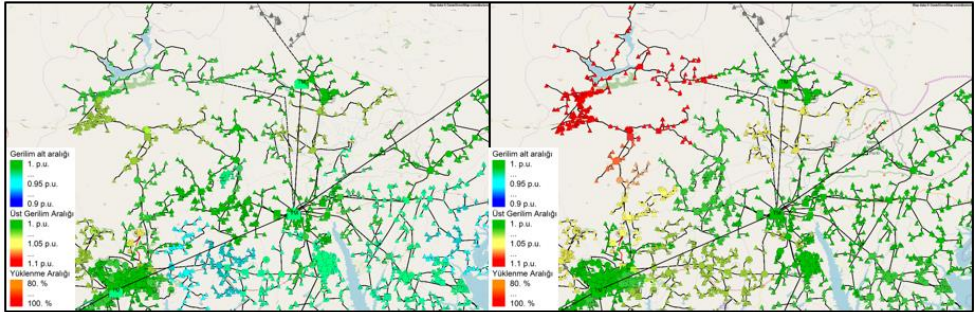 Gerilim alt aralığı
1. p.u.
...
0.95 p.u.
...
0.9 p.u.
Üst Gerilim Aralığı
1. p.u.
...
1.05 p.u.
...
1.1 p.u.
Yüklenme Aralığı
80. %
...
100. %
Gerilim alt aralığı
1. p.u.
...
0.95 p.u.
...
0.9 p.u.
Üst Gerilim Aralığı
1. p.u.
...
1.05 p.u.
...
1.1 p.u.
Yüklenme Aralığı
80. %
...
100. %